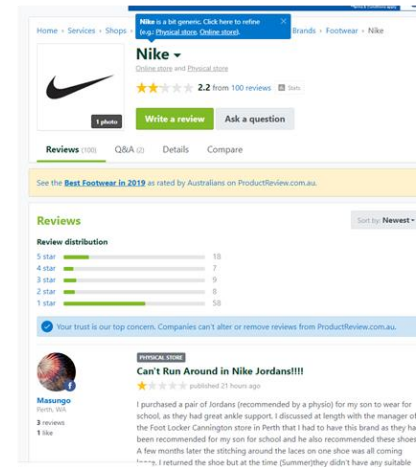 Nike is a bit generic. Click here to refine
(e.g.: Physical store, Online store).
Home Services Shops Brands Footwear Nike
Nike
Online store and Physical store
2.2 from 100 reviews Stats
1 photo
Write a review Ask a question
Reviews (100) Q&A (2) Details Compare
See the Best Footwear in 2019 as rated by Australians on ProductReview.com.au.
Reviews
Sort by: Newest
Review distribution
5 star 18
4 star 7
3 star 9
2 star 8
1 star 58
Your trust is our top concern. Companies can't alter or remove reviews from ProductReview.com.au.
PHYSICAL STORE
Can't Run Around in Nike Jordans!!!!
published 21 hours ago
Masungo
Perth, WA
3 reviews
1 like
I purchased a pair of Jordans (recommended by a physio) for my son to wear for
school, as they had great ankle support. I discussed at length with the manager of
the Foot Locker Cannington store in Perth that I had to have this brand as they had
been recommended for my son for school and he also recommended these shoes
A few months later the stitching around the laces on one shoe was all coming
I returned the shoe but at the time (Summer)they didn't have any suitable